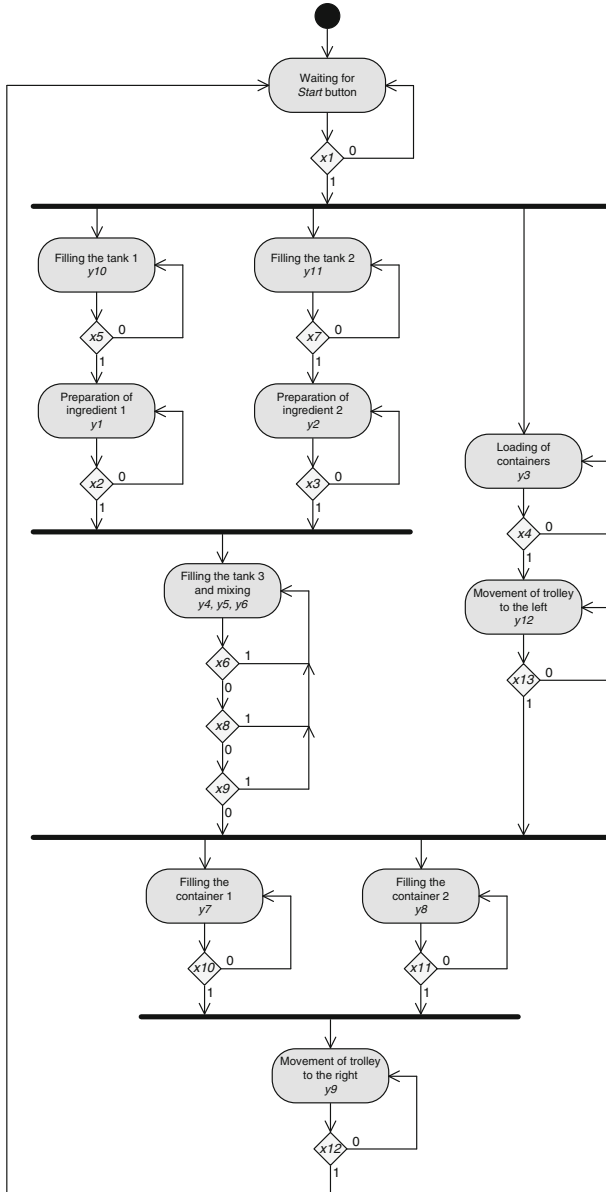 Waiting for
Start button
x1
0
1
Filling the tank 1
y10
Filling the tank 2
y11
x5
0
1
x7
0
1
Preparation of
ingredient 1
y1
Preparation of
ingredient 2
y2
x2
0
1
x3
0
1
Loading of
containers
y3
x4
0
1
Filling the tank 3
and mixing
y4, y5, y6
Movement of trolley
to the left
y12
x6
1
0
x13
0
1
x8
1
0
x9
1
0
Filling the
container 1
y7
Filling the
container 2
y8
x10
0
1
x11
0
1
Movement of trolley
to the right
y9
x12
0
1